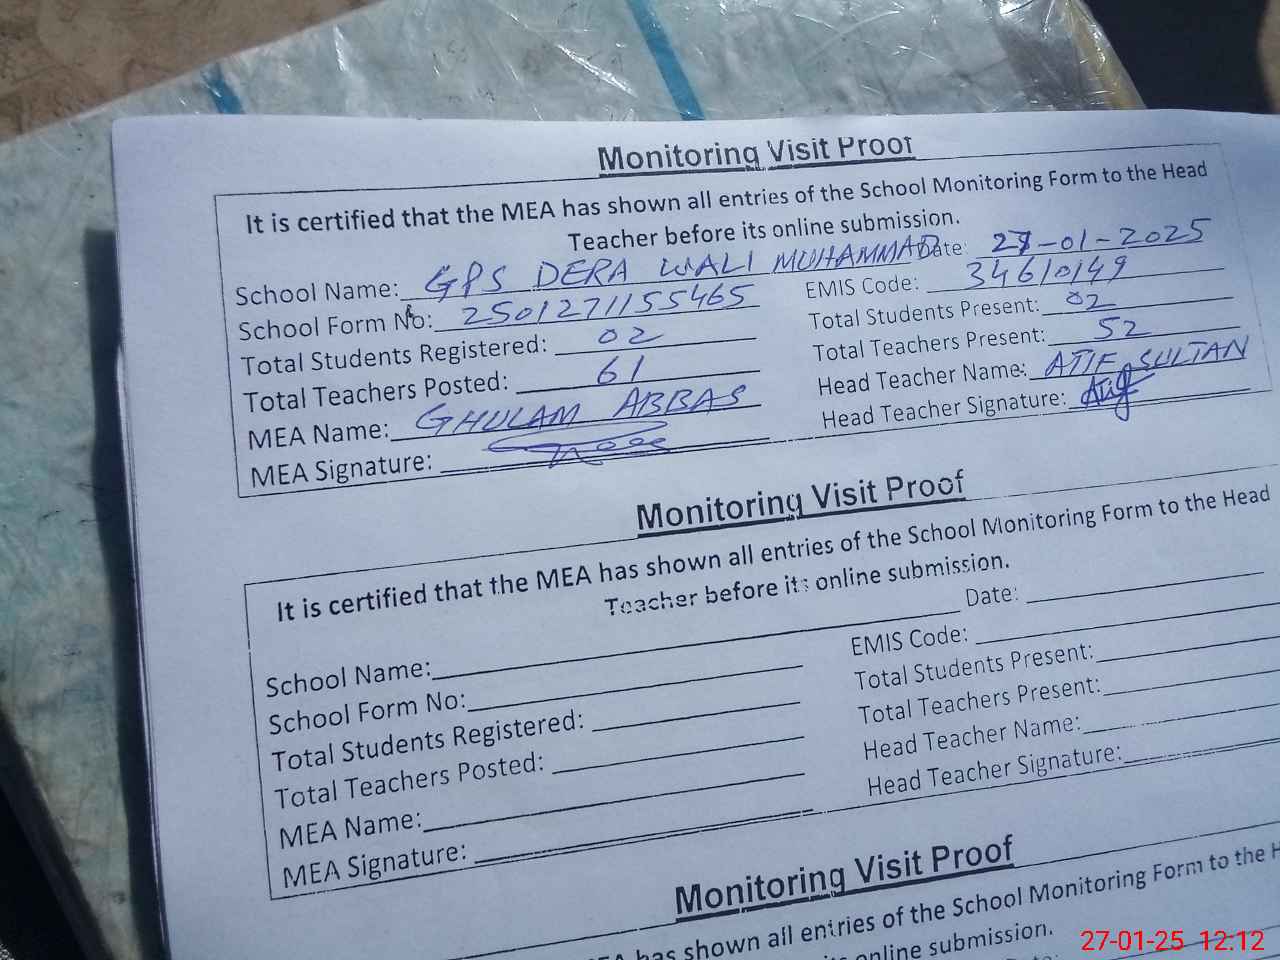 Monitoring Visit Proof
It is certified that the MEA has shown all entries of the School Monitoring Form to the Head
Teacher before its online submission.
School Name: GPS DERA WALI MUHAMMAD Date: 27-01-2025
School Form No: 2501271155465 EMIS Code: 34610149
Total Students Registered: 02 Total Students Present: 02
Total Teachers Posted: 61 Total Teachers Present: 52
MEA Name: GHULAM ABBAS Head Teacher Name: ATIF SULTAN
MEA Signature: Head Teacher Signature:
Monitoring Visit Proof
It is certified that the MEA has shown all entries of the School Monitoring Form to the Head
Teacher before its online submission.
School Name: Date:
School Form No: EMIS Code:
Total Students Registered: Total Students Present:
Total Teachers Posted: Total Teachers Present:
MEA Name: Head Teacher Name:
MEA Signature: Head Teacher Signature:
Monitoring Visit Proof
has shown all entries of the School Monitoring Form to the
online submission.
27-01-25 12:12